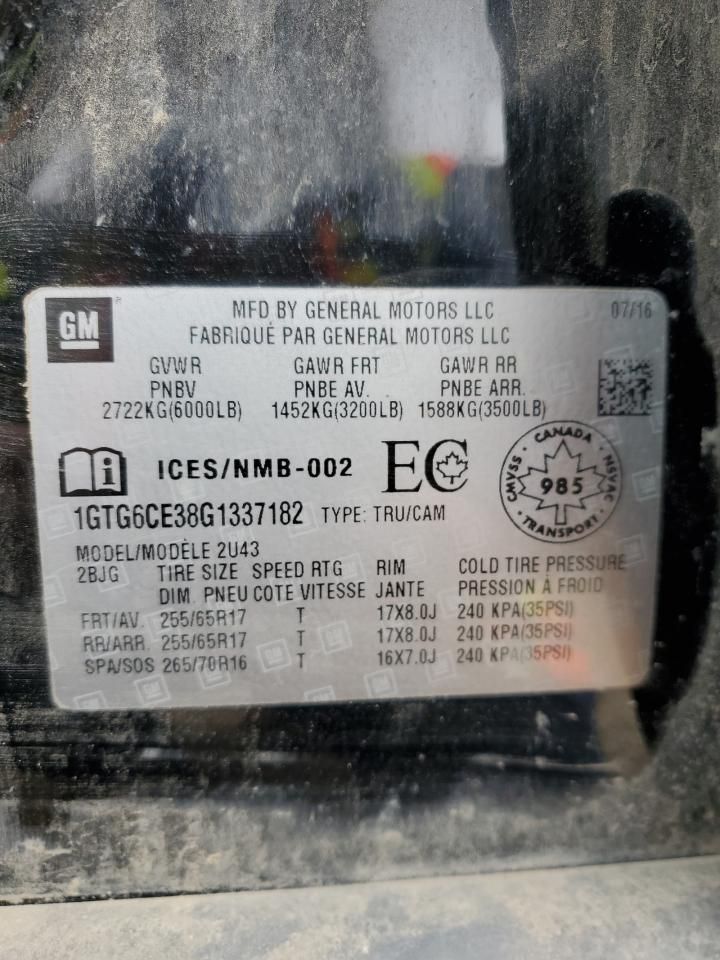 GM
MFD BY GENERAL MOTORS LLC 07/16
FABRIQUÉ PAR GENERAL MOTORS LLC
GVWR GAWR FRT GAWR RR
PNBV PNBE AV. PNBE ARR.
2722KG(6000LB) 1452KG(3200LB) 1588KG(3500LB)
i ICES/NMB-002 EC
CANADA
CMVSS 985 NSVAC
TRANSPORT
1GTG6CE38G1337182 TYPE: TRU/CAM
MODEL/MODÈLE 2U43
2BJG TIRE SIZE SPEED RTG RIM COLD TIRE PRESSURE
DIM. PNEU COTE VITESSE JANTE PRESSION À FROID
FRT/AV. 255/65R17 T 17X8.0J 240 KPA(35PSI)
RR/ARR. 255/65R17 T 17X8.0J 240 KPA(35PSI)
SPA/SOS 265/70R16 T 16X7.0J 240 KPA(35PSI)